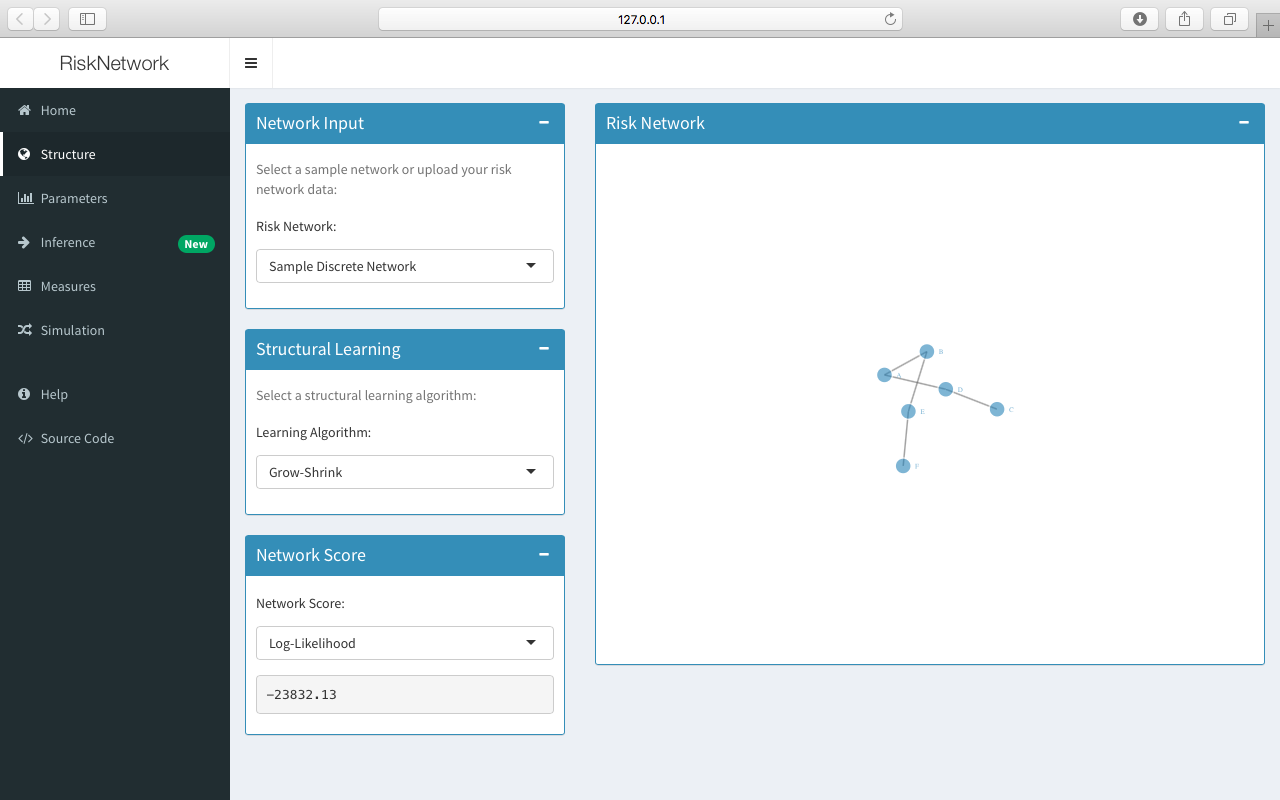 127.0.0.1
RiskNetwork
Home
Structure
Parameters
Inference New
Measures
Simulation
Help
Source Code
Network Input
Select a sample network or upload your risk
network data:
Risk Network:
Sample Discrete Network
Structural Learning
Select a structural learning algorithm:
Learning Algorithm:
Grow-Shrink
Network Score
Network Score:
Log-Likelihood
-23832.13
Risk Network
B
A
D
C
E
F